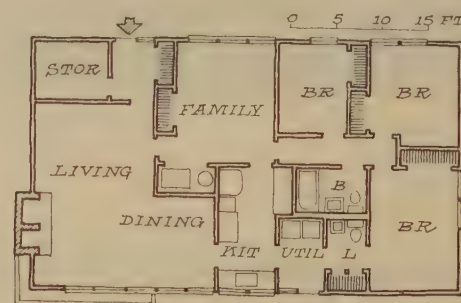 0 5 10 15 FT
STOR
BR
BR
FAMILY
LIVING
B
DINING
BR
KIT UTIL L